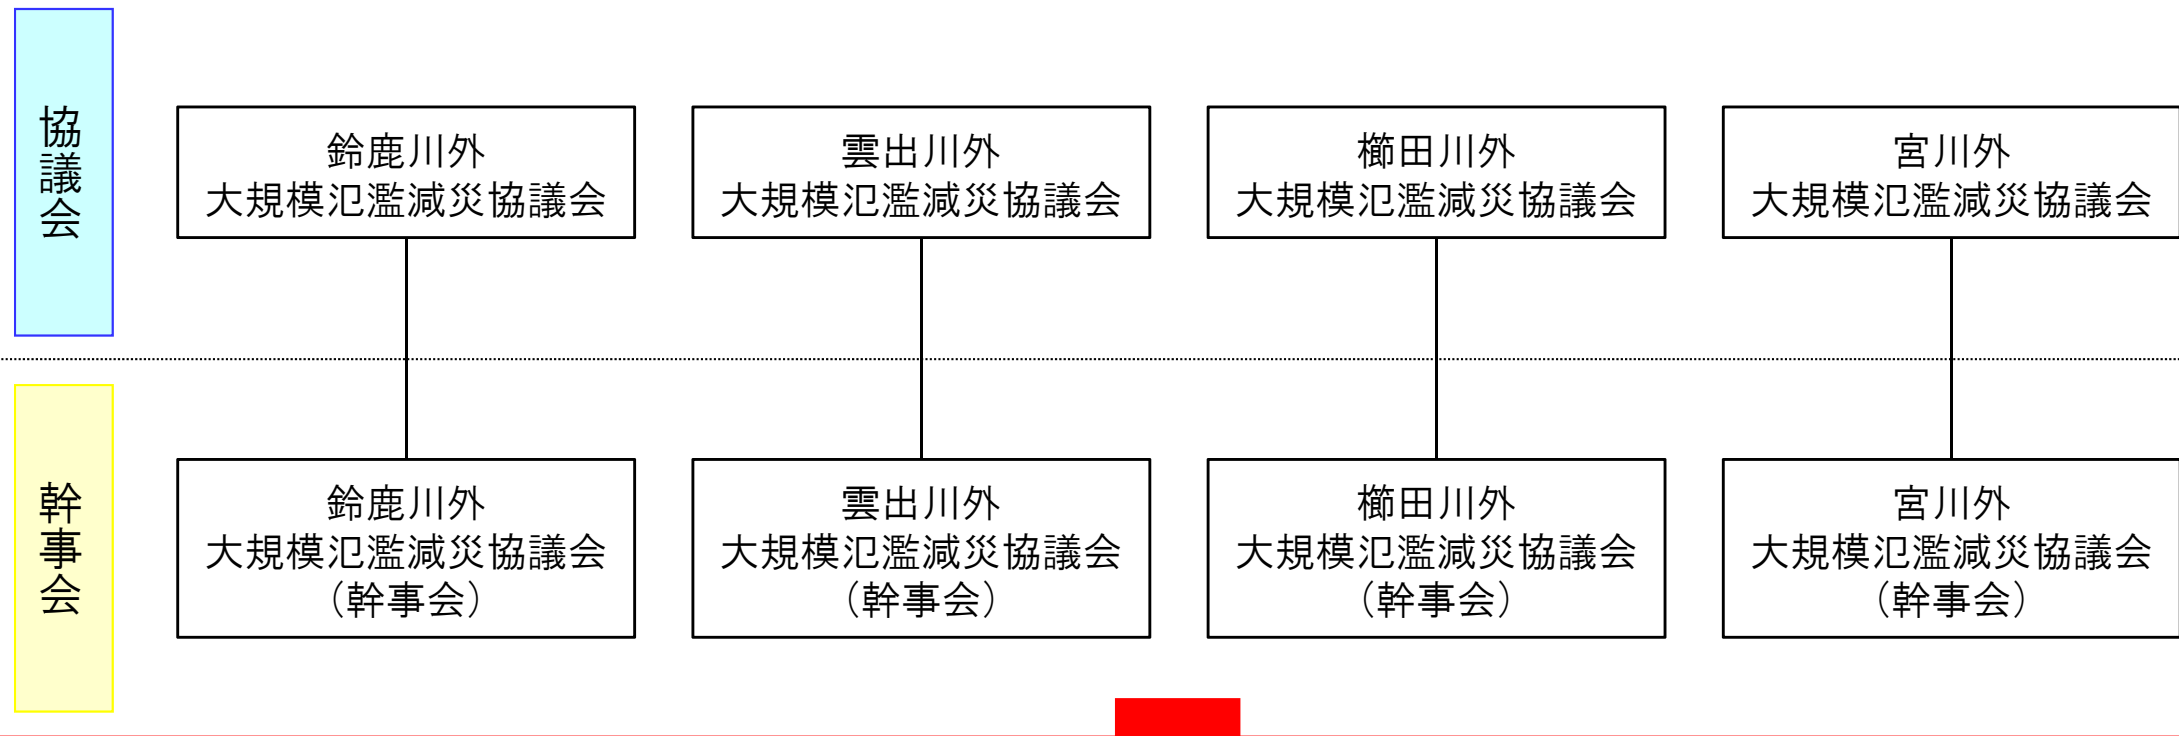 協議会
鈴鹿川外
大規模氾濫減災協議会
雲出川外
大規模氾濫減災協議会
櫛田川外
大規模氾濫減災協議会
宮川外
大規模氾濫減災協議会
幹事会
鈴鹿川外
大規模氾濫減災協議会
（幹事会）
雲出川外
大規模氾濫減災協議会
（幹事会）
櫛田川外
大規模氾濫減災協議会
（幹事会）
宮川外
大規模氾濫減災協議会
（幹事会）